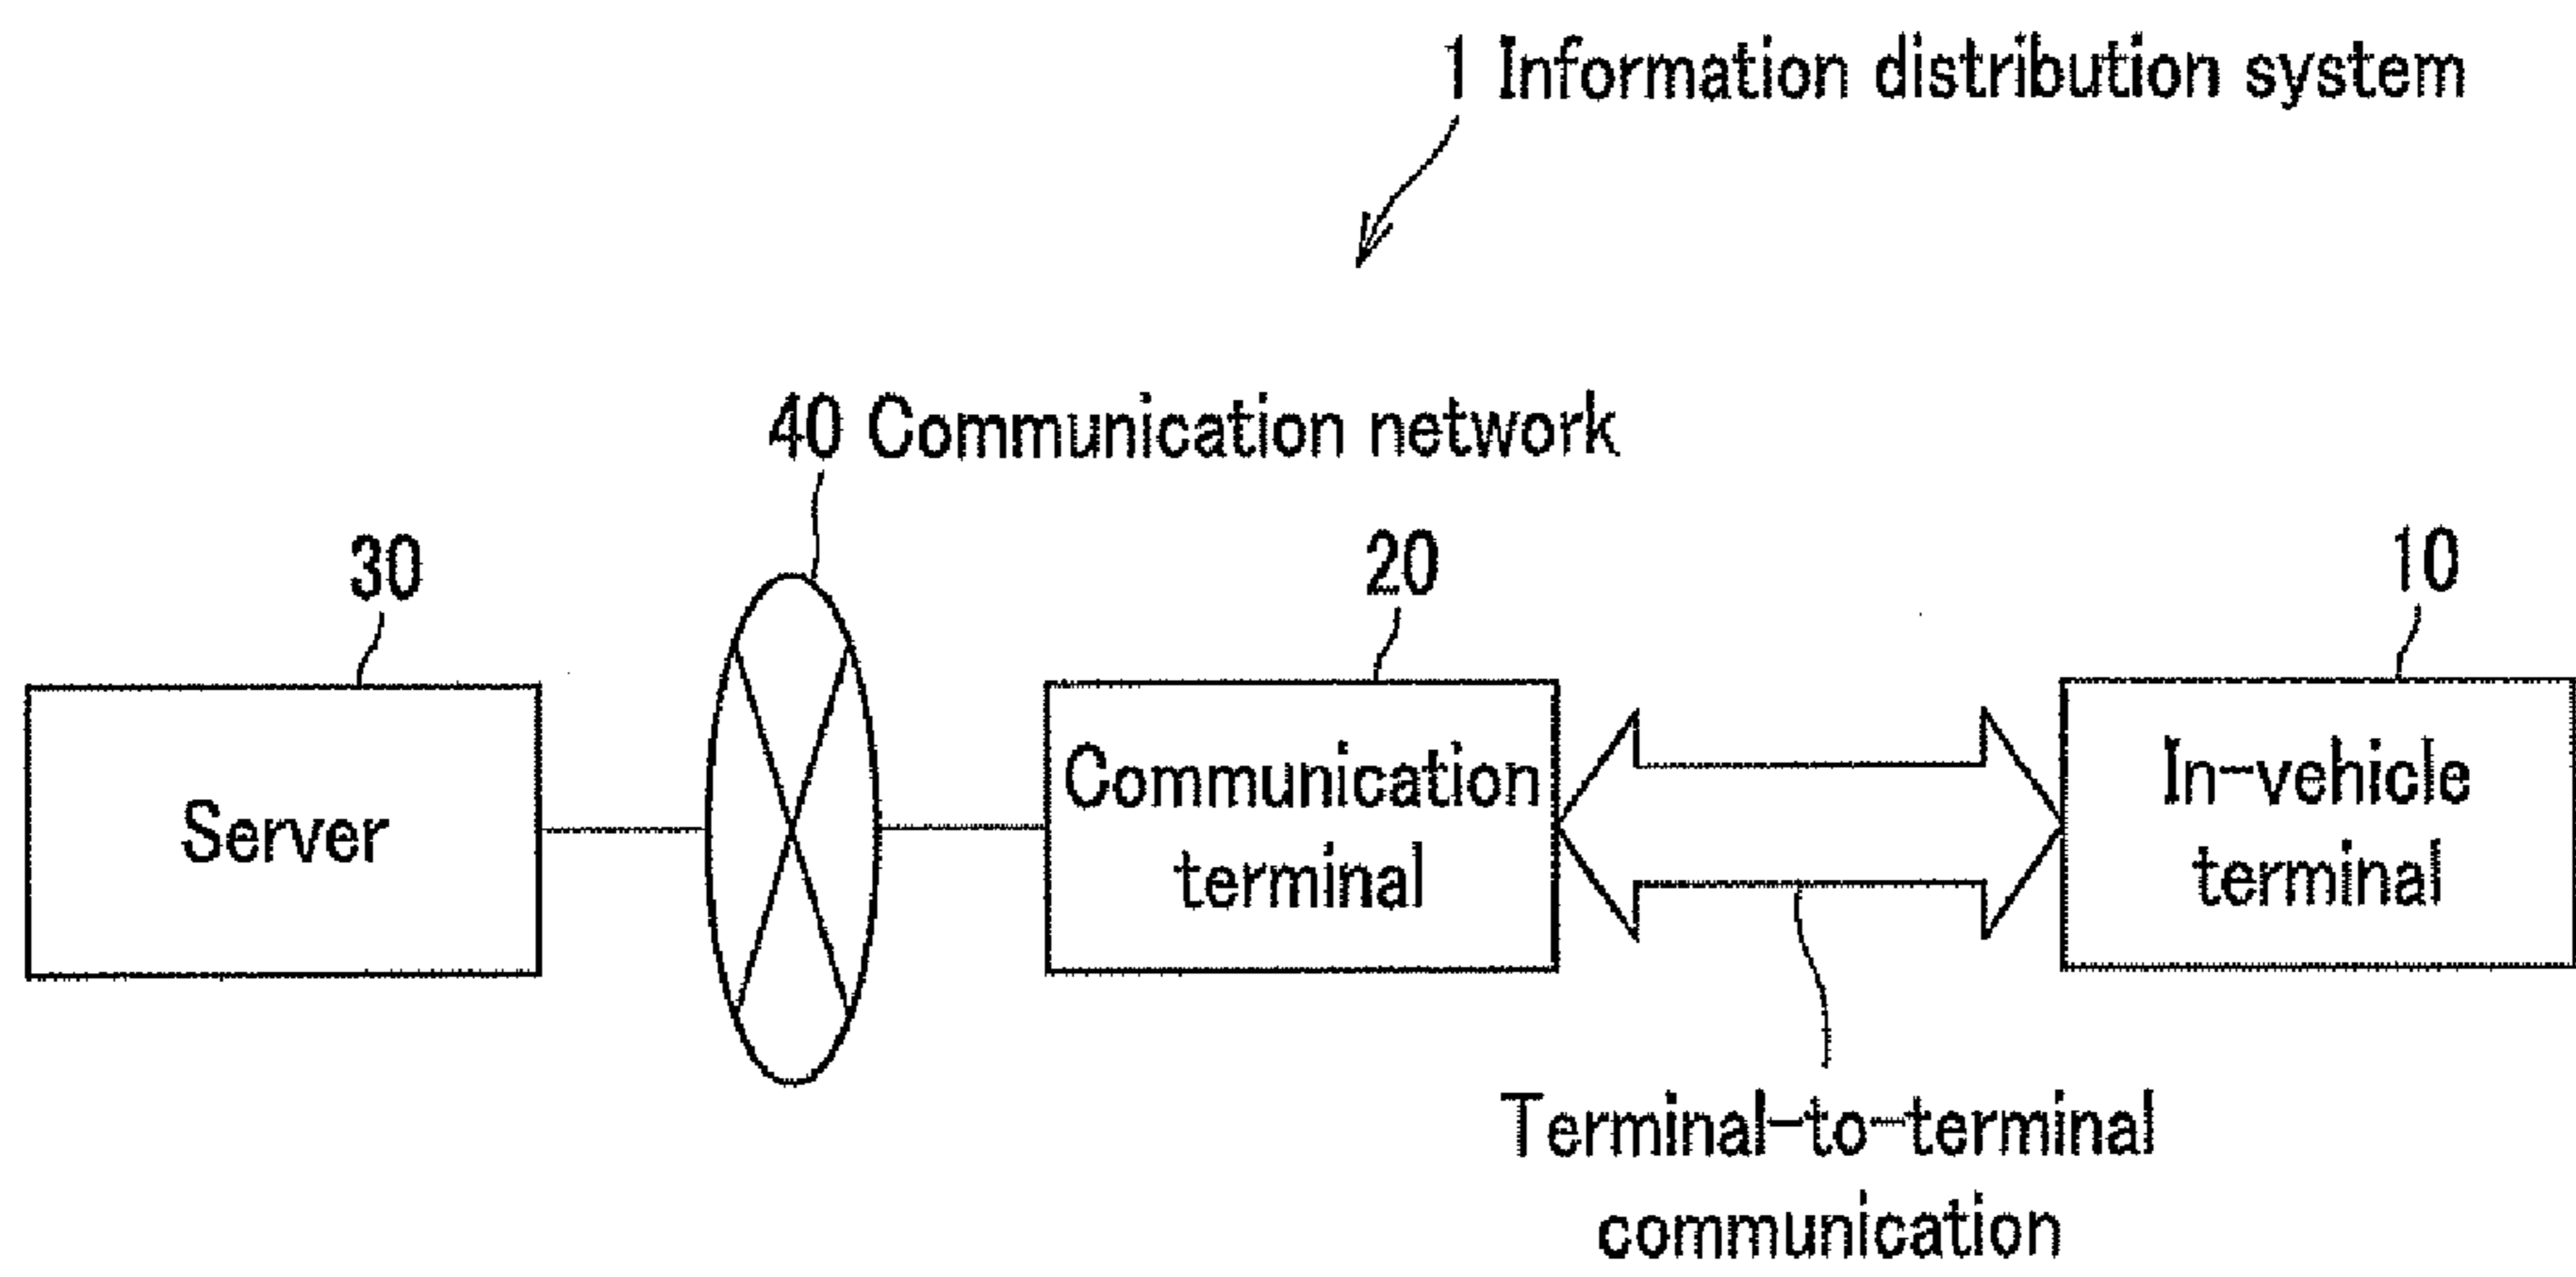 1 Information distribution system
40 Communication network
30
20
10
Server
Communication
terminal
In-vehicle
terminal
Terminal-to-terminal
communication